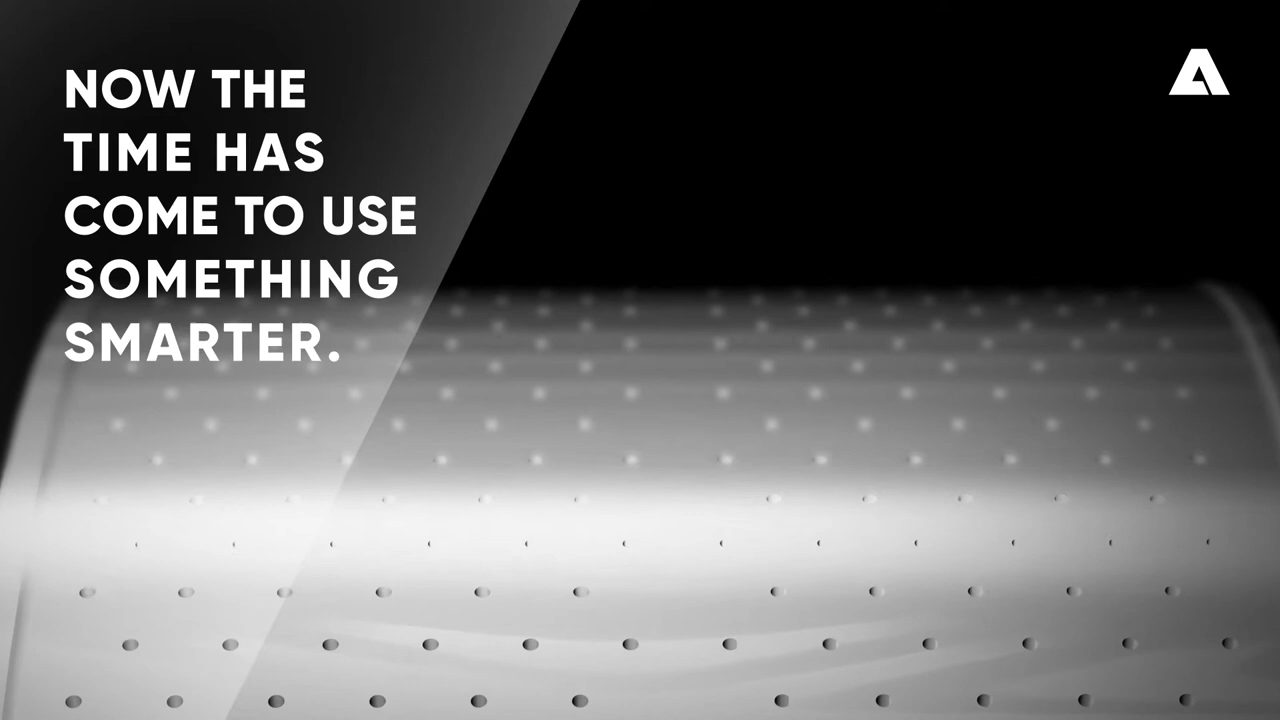 NOW THE
TIME HAS
COME TO USE
SOMETHING
SMARTER.